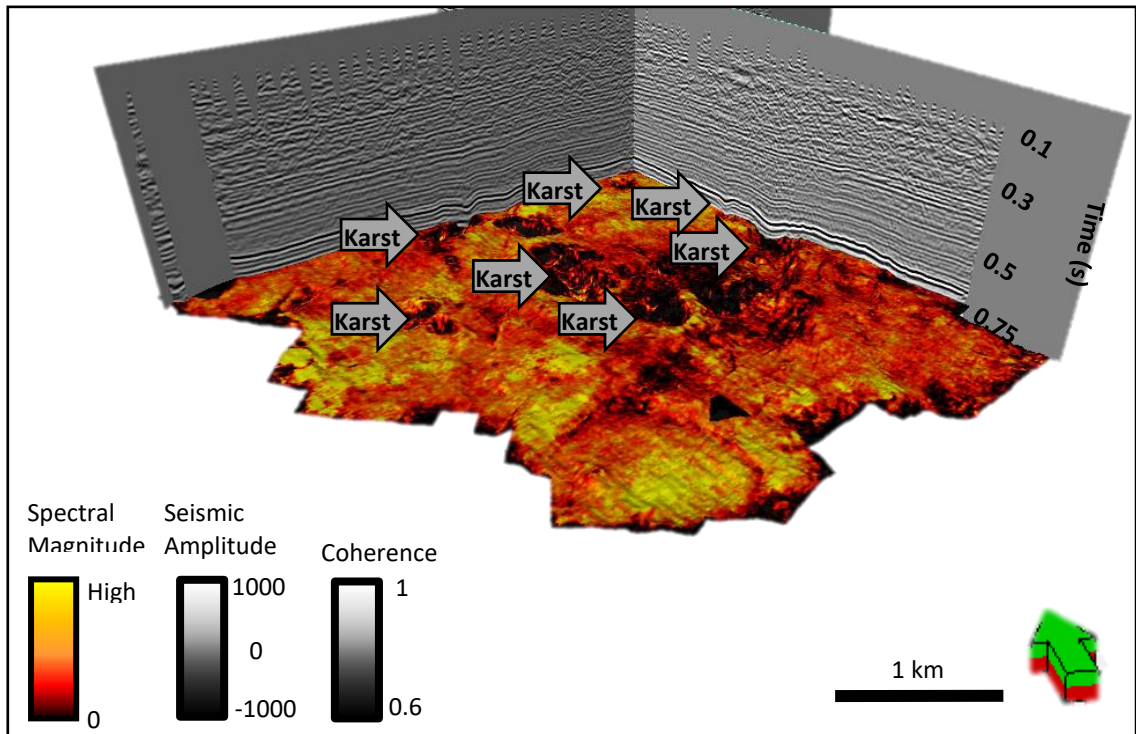 0.1
0.3
Time (s)
0.5
0.75
Karst
Karst
Karst
Karst
Karst
Karst
Karst
Spectral
Magnitude
High
0
Seismic
Amplitude
1000
0
-1000
Coherence
1
0.6
1 km